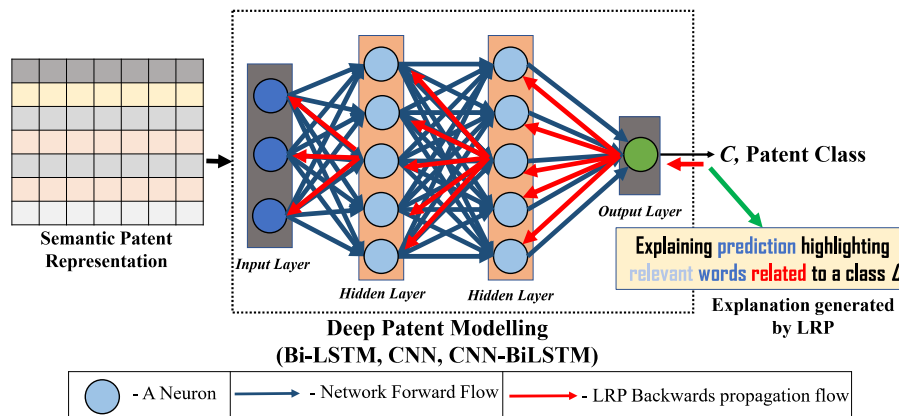 Semantic Patent
Representation
Input Layer
Hidden Layer
Hidden Layer
Output Layer
C, Patent Class
Explaining prediction highlighting
relevant words related to a class
Explanation generated
by LRP
Deep Patent Modelling
(Bi-LSTM, CNN, CNN-BiLSTM)
- A Neuron
- Network Forward Flow
- LRP Backwards propagation flow